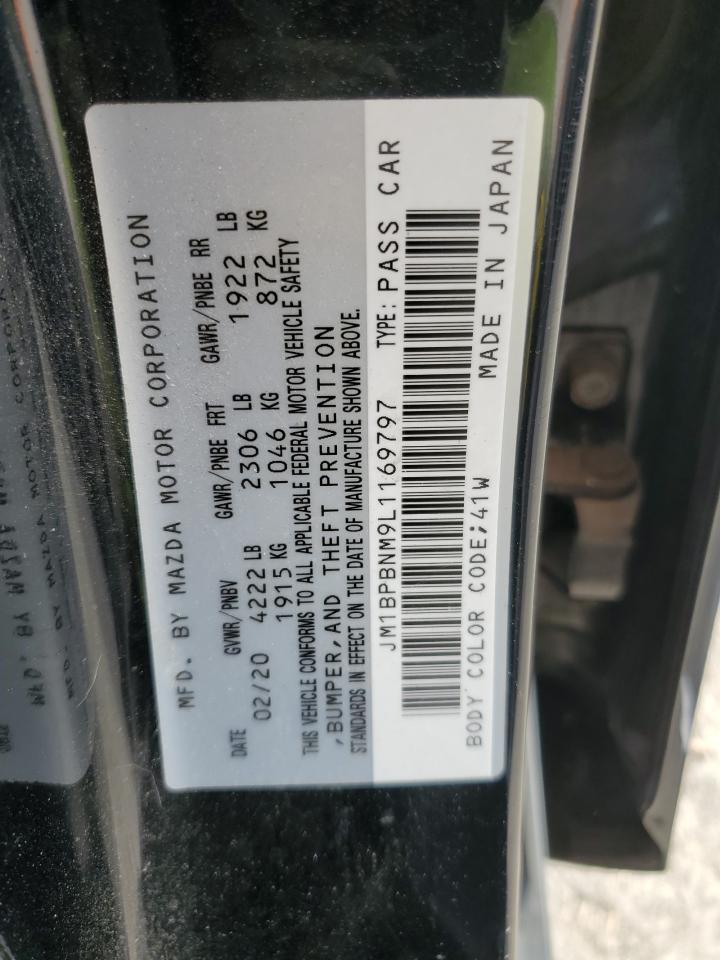 MFD. BY MAZDA MOTOR CORPORATION
DATE GVWR/PNBV GAWR/PNBE FRT GAWR/PNBE RR
02/20 4222 LB 2306 LB 1922 LB
1915 KG 1046 KG 872 KG
THIS VEHICLE CONFORMS TO ALL APPLICABLE FEDERAL MOTOR VEHICLE SAFETY
,BUMPER,AND THEFT PREVENTION
STANDARDS IN EFFECT ON THE DATE OF MANUFACTURE SHOWN ABOVE.
JM1BPBNM9L1169797 TYPE: PASS CAR
BODY COLOR CODE;41W MADE IN JAPAN